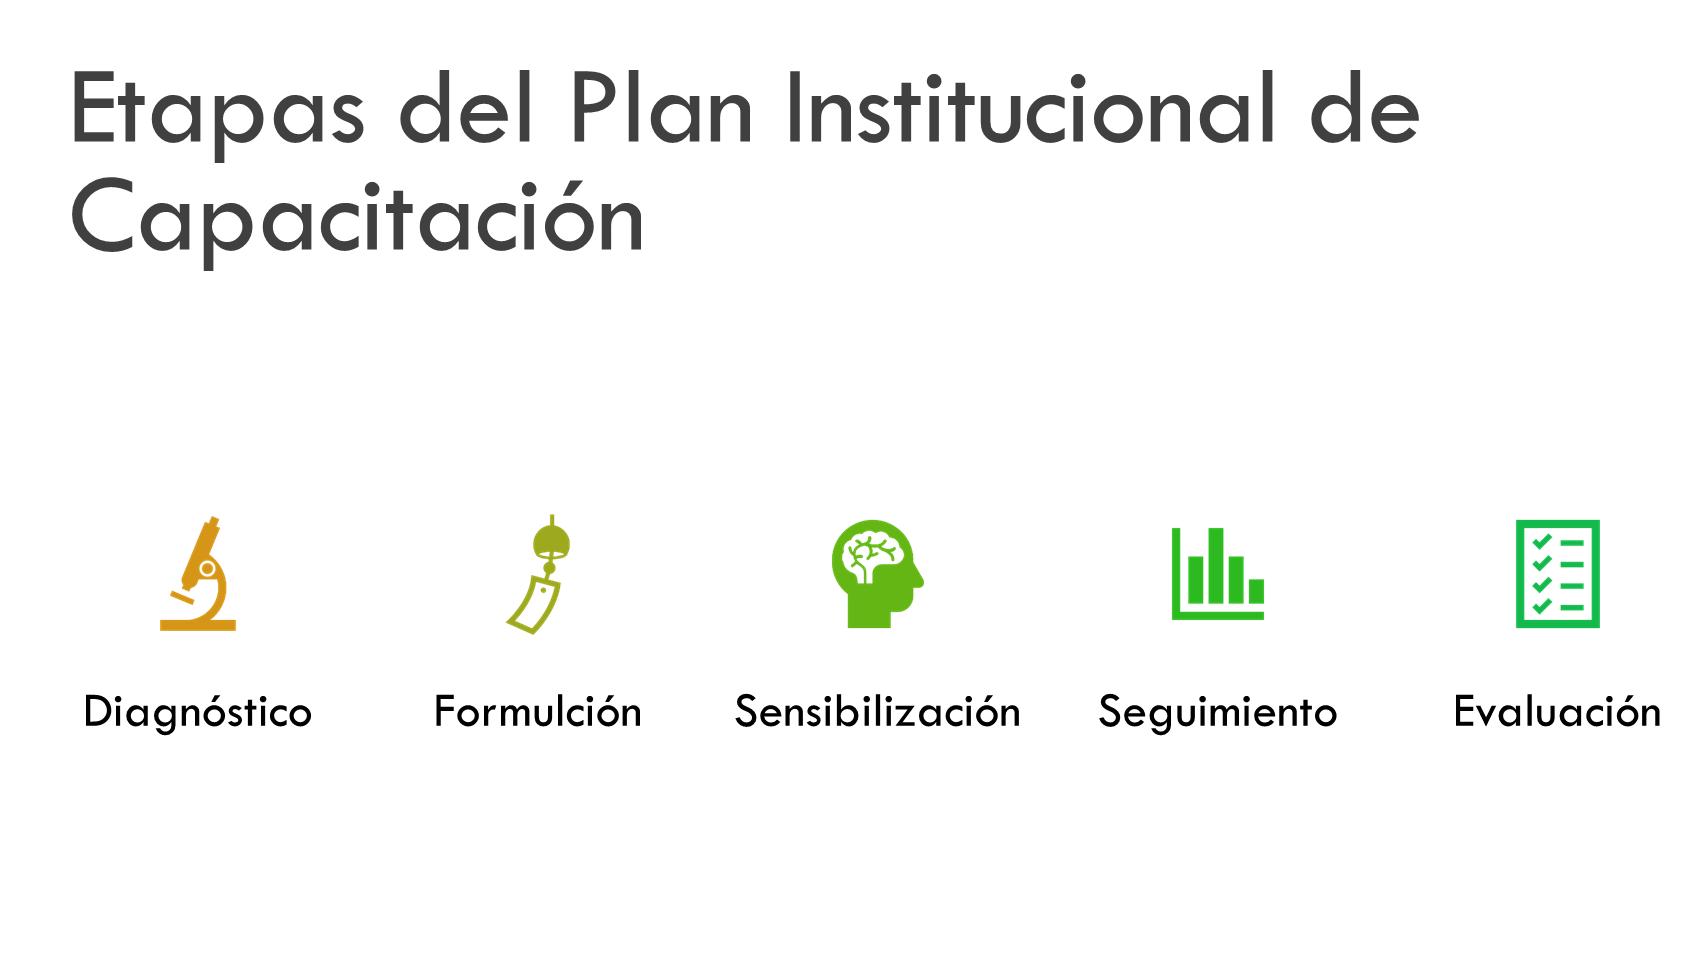 Etapas del Plan Institucional de
Capacitación
Diagnóstico
Formulción
Sensibilización
Seguimiento
Evaluación